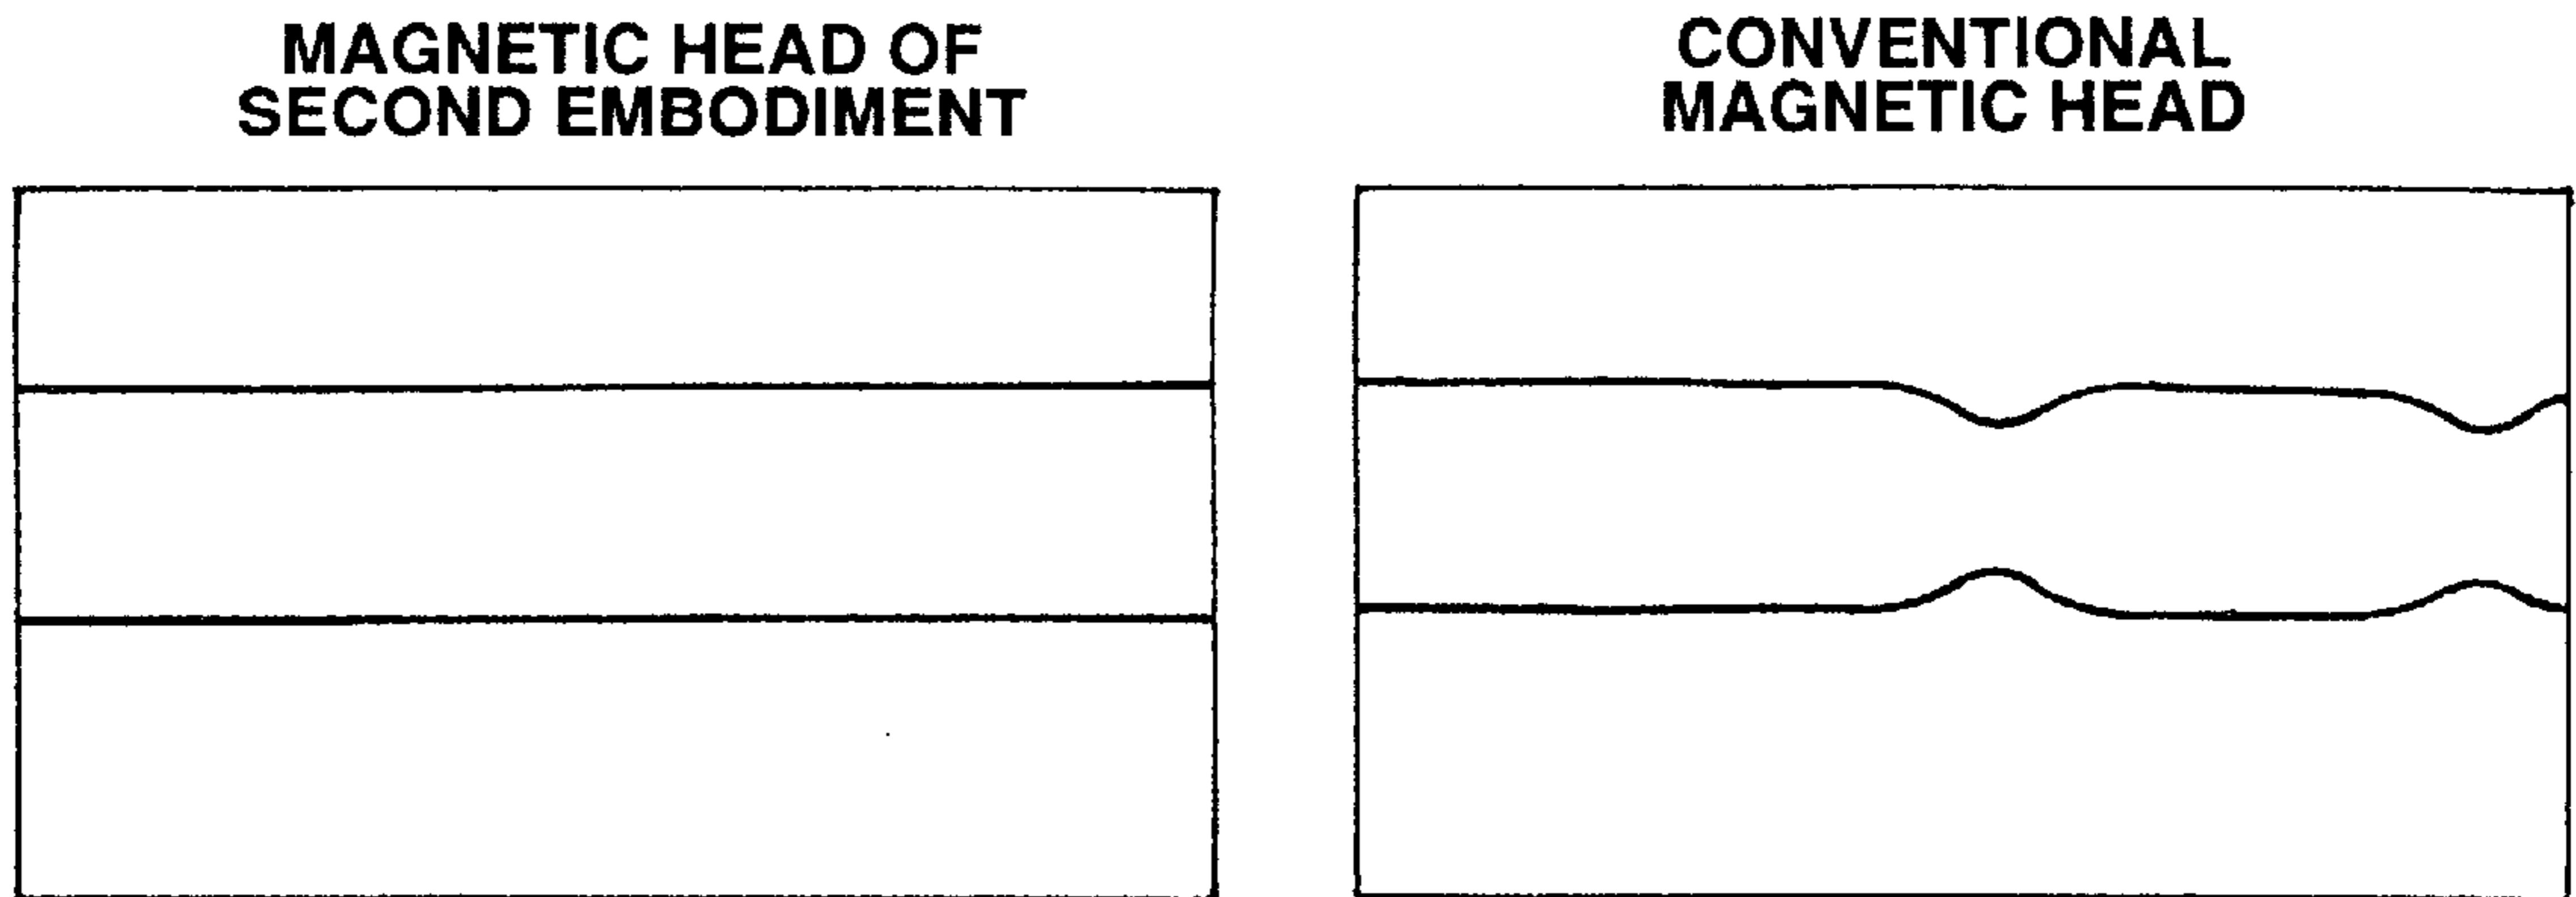 MAGNETIC HEAD OF
SECOND EMBODIMENT
CONVENTIONAL
MAGNETIC HEAD